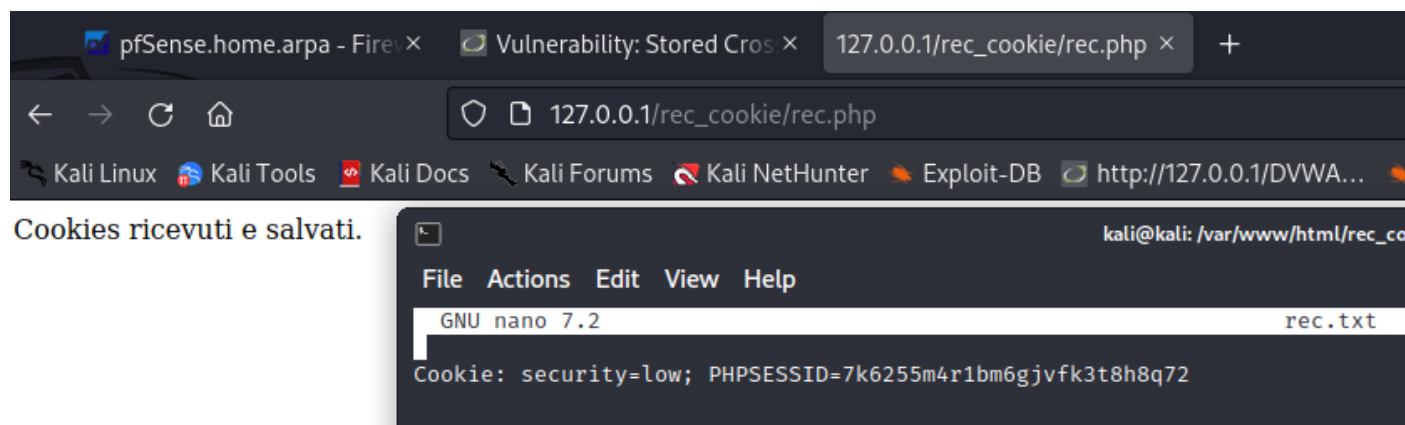 pfSense.home.arpa - Fire
Vulnerability: Stored Cros
127.0.0.1/rec_cookie/rec.php
127.0.0.1/rec_cookie/rec.php
Kali Linux Kali Tools Kali Docs Kali Forums Kali NetHunter Exploit-DB http://127.0.0.1/DVWA...
Cookies ricevuti e salvati.
kali@kali: /var/www/html/rec_co
File Actions Edit View Help
GNU nano 7.2 rec.txt
Cookie: security=low; PHPSESSID=7k6255m4r1bm6gjvfk3t8h8q72